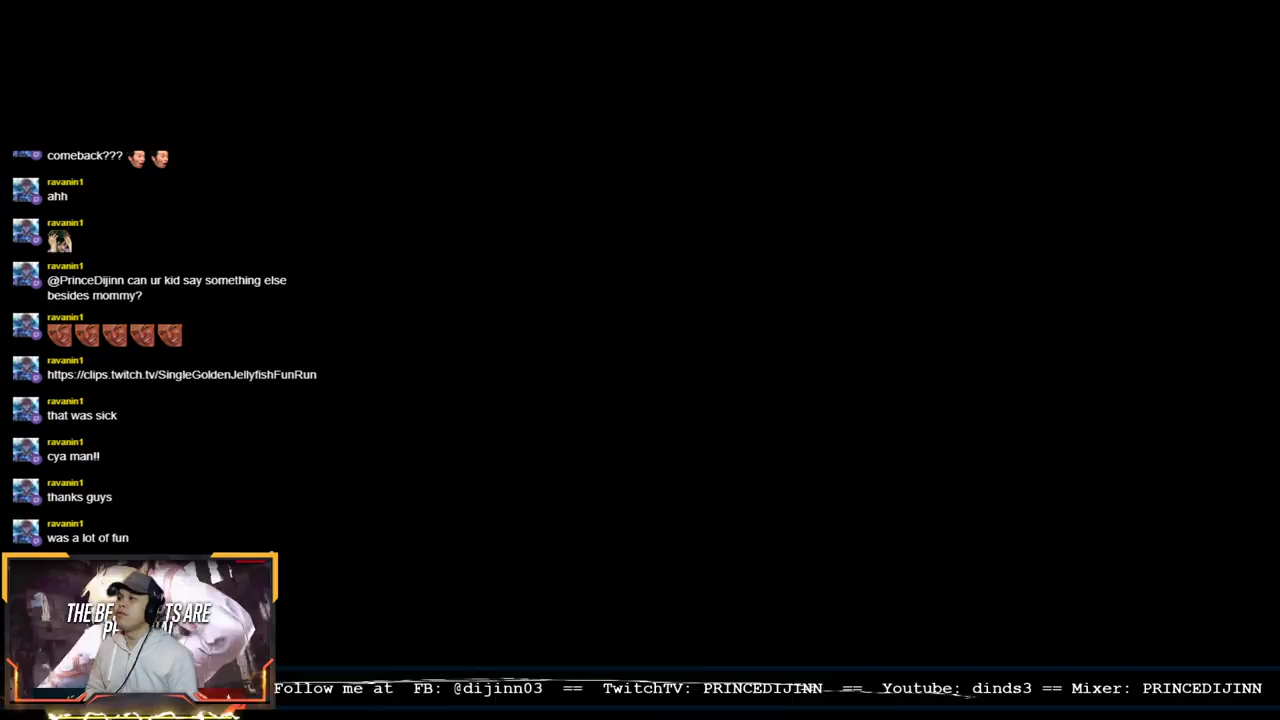 comeback???
ravanin1
ahh
ravanin1
ravanin1
@PrinceDijinn can ur kid say something else
besides mommy?
ravanin1
ravanin1
https://clips.twitch.tv/SingleGoldenJellyfishFunRun
ravanin1
that was sick
ravanin1
cya man!!
ravanin1
thanks guys
ravanin1
was a lot of fun
THE ARE
Follow me at FB: @dijinn03 == TwitchTV: PRINCEDIJINN == Youtube: dinds3 == Mixer: PRINCEDIJINN